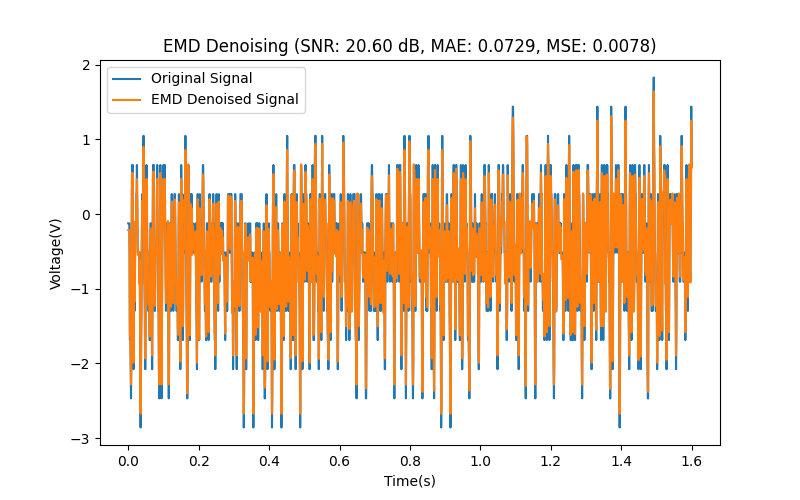 EMD Denoising (SNR: 20.60 dB, MAE: 0.0729, MSE: 0.0078)
Original Signal
EMD Denoised Signal
2
1
0
−1
−2
−3
Voltage(V)
0.0 0.2 0.4 0.6 0.8 1.0 1.2 1.4 1.6
Time(s)